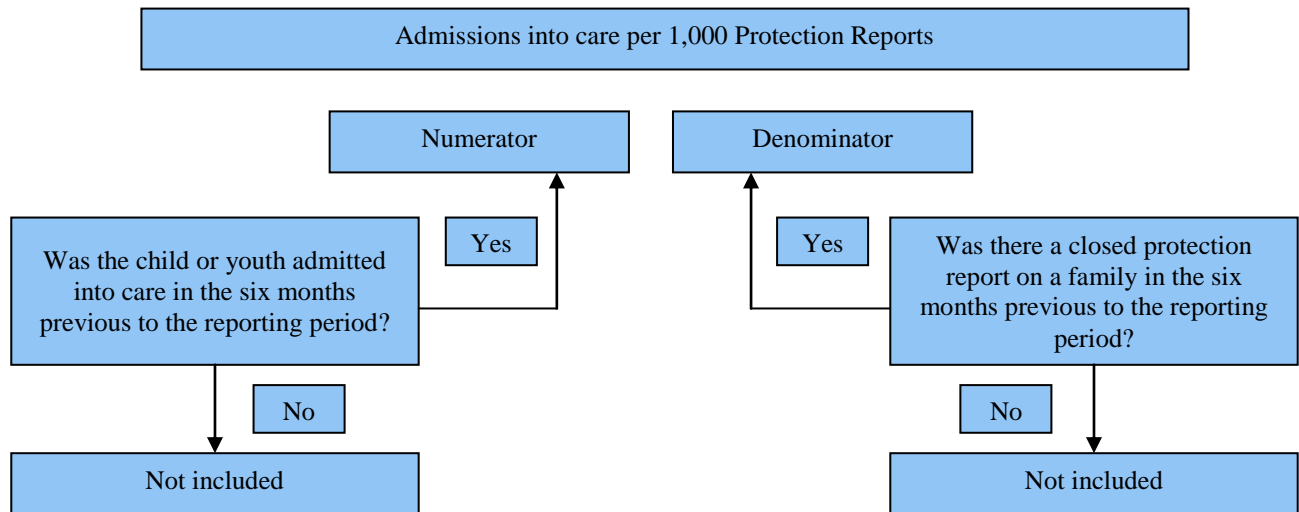 Admissions into care per 1,000 Protection Reports
Numerator
Denominator
Yes
Yes
Was the child or youth admitted
into care in the six months
previous to the reporting period?
Was there a closed protection
report on a family in the six
months previous to the reporting
period?
No
No
Not included
Not included